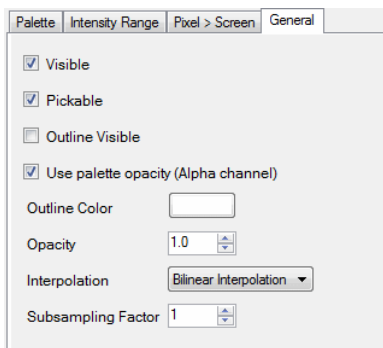 Palette Intensity Range Pixel > Screen General
Visible
Pickable
Outline Visible
Use palette opacity (Alpha channel)
Outline Color
Opacity 1.0
Interpolation Bilinear Interpolation
Subsampling Factor 1